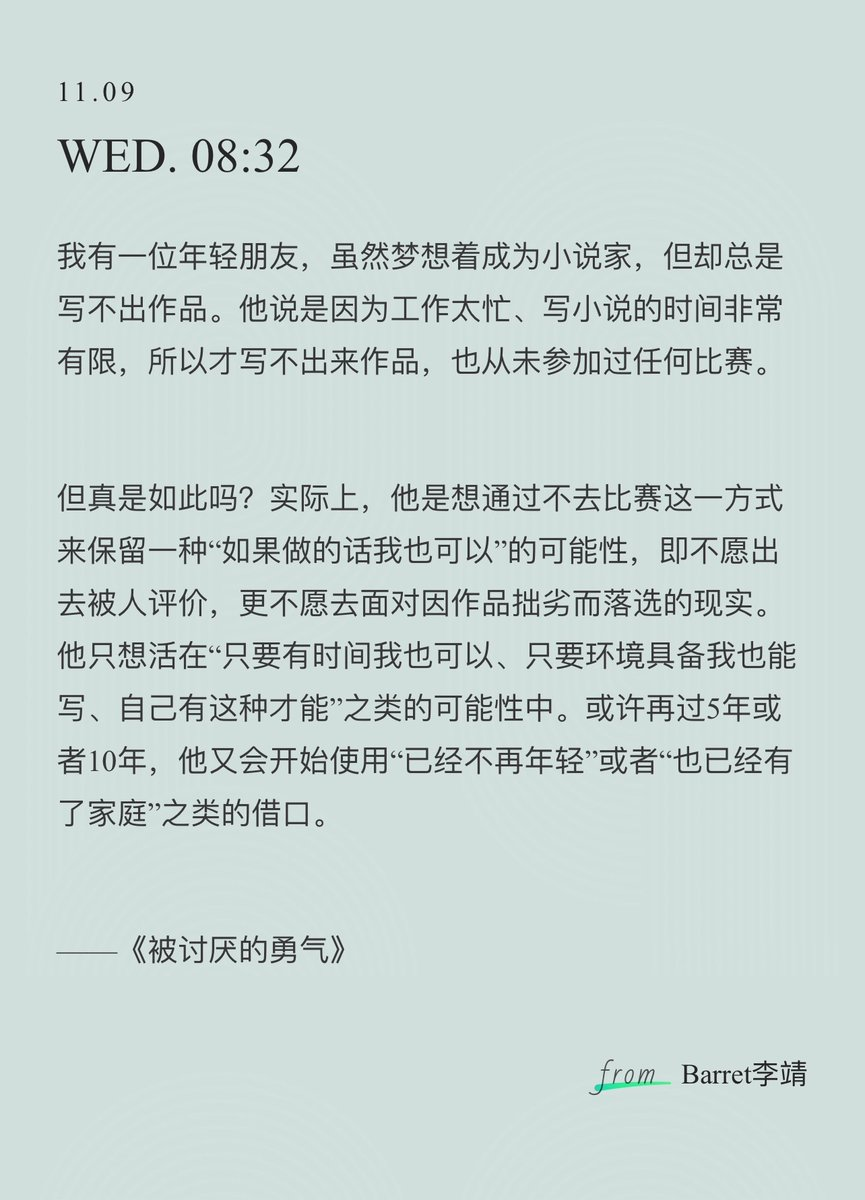 11.09
WED. 08:32
我有一位年轻朋友，虽然梦想着成为小说家，但却总是
写不出作品。他说是因为工作太忙、写小说的时间非常
有限，所以才写不出来作品，也从未参加过任何比赛。
但真是如此吗？实际上，他是想通过不去比赛这一方式
来保留一种“如果做的话我也可以”的可能性，即不愿出
去被人评价，更不愿去面对因作品拙劣而落选的现实。
他只想活在“只要有时间我也可以、只要环境具备我也能
写、自己有这种才能”之类的可能性中。或许再过5年或
者10年，他又会开始使用“已经不再年轻”或者“也已经有
了家庭”之类的借口。
——《被讨厌的勇气》
from Barret李靖